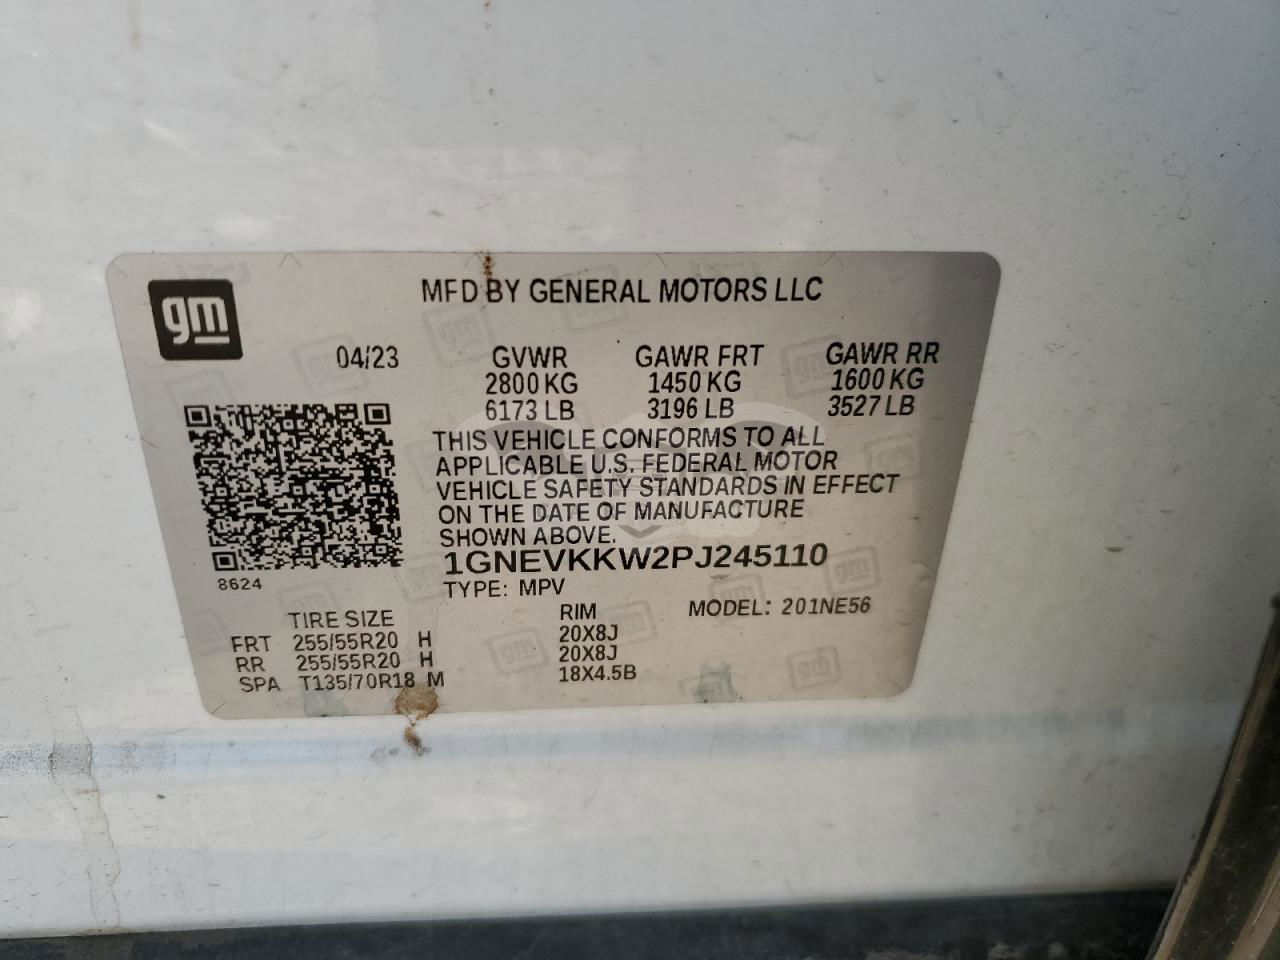 gm
MFD BY GENERAL MOTORS LLC
04/23 GVWR GAWR FRT GAWR RR
2800 KG 1450 KG 1600 KG
6173 LB 3196 LB 3527 LB
THIS VEHICLE CONFORMS TO ALL
APPLICABLE U.S. FEDERAL MOTOR
VEHICLE SAFETY STANDARDS IN EFFECT
ON THE DATE OF MANUFACTURE
SHOWN ABOVE.
1GNEVKKW2PJ245110
8624
TYPE: MPV
TIRE SIZE RIM MODEL: 201NE56
FRT 255/55R20 H 20X8J
RR 255/55R20 H 20X8J
SPA T135/70R18 M 18X4.5B